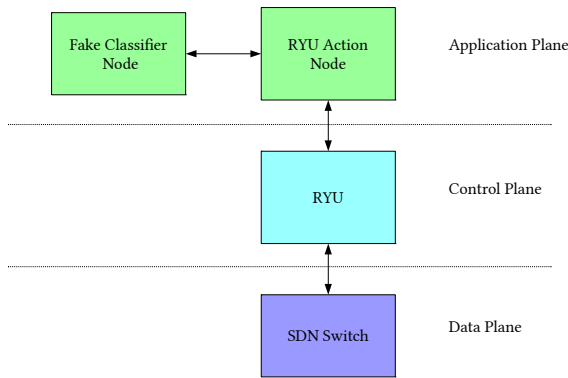 Fake Classifier
Node
RYU Action
Node
Application Plane
RYU
Control Plane
SDN Switch
Data Plane